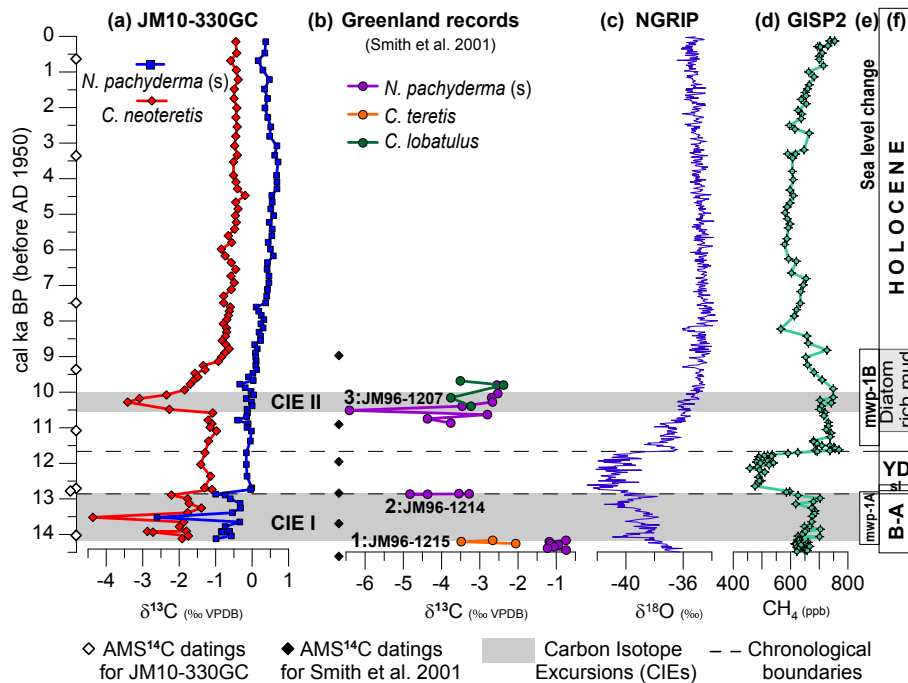 (a) JM10-330GC
(b) Greenland records
(Smith et al. 2001)
(c) NGRIP
(d) GISP2
(e)
(f)
cal ka BP (before AD 1950)
0
1
2
3
4
5
6
7
8
9
10
11
12
13
14
N. pachyderma (s)
C. neoteretis
N. pachyderma (s)
C. teretis
C. lobatulus
CIE II
CIE I
3:JM96-1207
2:JM96-1214
1:JM96-1215
Sea level change
mwp-1B
mwp-1A
HOLOCENE
Diatom
rich mud
YD
sl
B-A
-4 -3 -2 -1 0 1
δ¹³C (‰ VPDB)
-6 -5 -4 -3 -2 -1 0
δ¹³C (‰ VPDB)
-40 -36
δ¹⁸O (‰)
400 600 800
CH₄ (ppb)
AMS¹⁴C datings
for JM10-330GC
AMS¹⁴C datings
for Smith et al. 2001
Carbon Isotope
Excursions (CIEs)
Chronological
boundaries